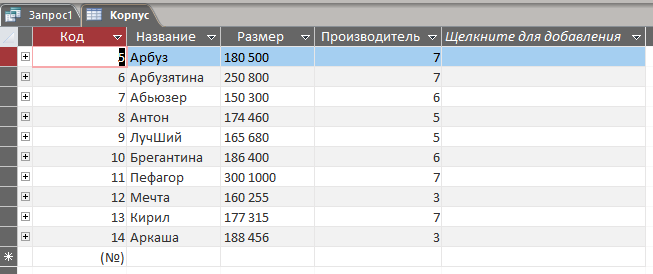 Запрос1 Корпус
Код Название Размер Производитель Щелкните для добавления
5 Арбуз 180 500 7
6 Арбузятина 250 800 7
7 Абьюзер 150 300 6
8 Антон 174 460 5
9 ЛучШий 165 680 5
10 Брегантина 186 400 6
11 Пефагор 300 1000 7
12 Мечта 160 255 3
13 Кирил 177 315 7
14 Аркаша 188 456 3
(№)